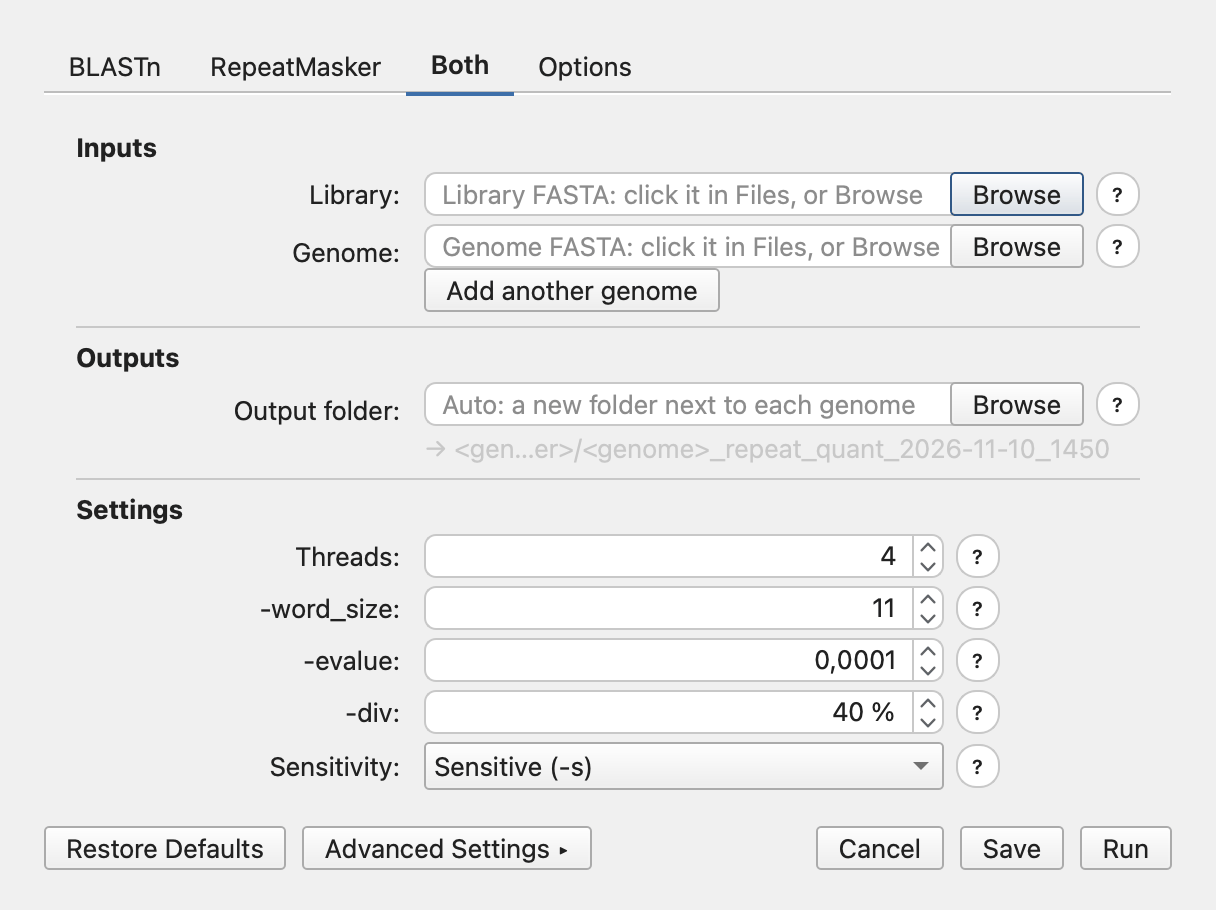 BLASTn RepeatMasker Both Options
Inputs
Library: Library FASTA: click it in Files, or Browse Browse ?
Genome: Genome FASTA: click it in Files, or Browse Browse ?
Add another genome
Outputs
Output folder: Auto: a new folder next to each genome Browse ?
→ <gen...er>/<genome>_repeat_quant_2026-11-10_1450
Settings
Threads: 4 ?
-word_size: 11 ?
-evalue: 0,0001 ?
-div: 40 % ?
Sensitivity: Sensitive (-s) ?
Restore Defaults Advanced Settings ▸ Cancel Save Run